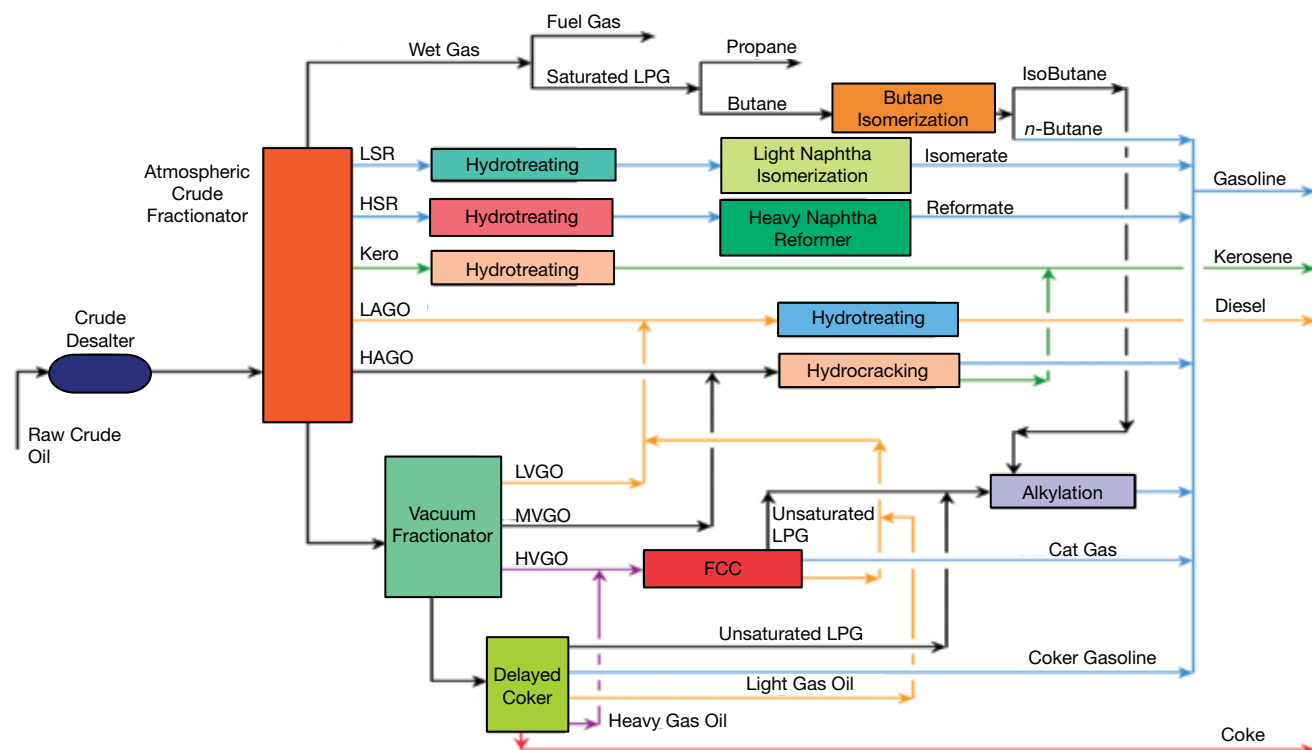 Fuel Gas
Wet Gas
Propane
Saturated LPG
IsoButane
Butane
Butane
Isomerization
n-Butane
Atmospheric
Crude
Fractionator
LSR
Hydrotreating
Light Naphtha
Isomerization
Isomerate
Gasoline
HSR
Hydrotreating
Heavy Naphtha
Reformer
Reformate
Kero
Hydrotreating
Kerosene
LAGO
Hydrotreating
Diesel
Crude
Desalter
HAGO
Hydrocracking
Raw Crude
Oil
LVGO
Vacuum
Fractionator
MVGO
Unsaturated
LPG
Alkylation
HVGO
FCC
Cat Gas
Unsaturated LPG
Delayed
Coker
Coker Gasoline
Light Gas Oil
Heavy Gas Oil
Coke